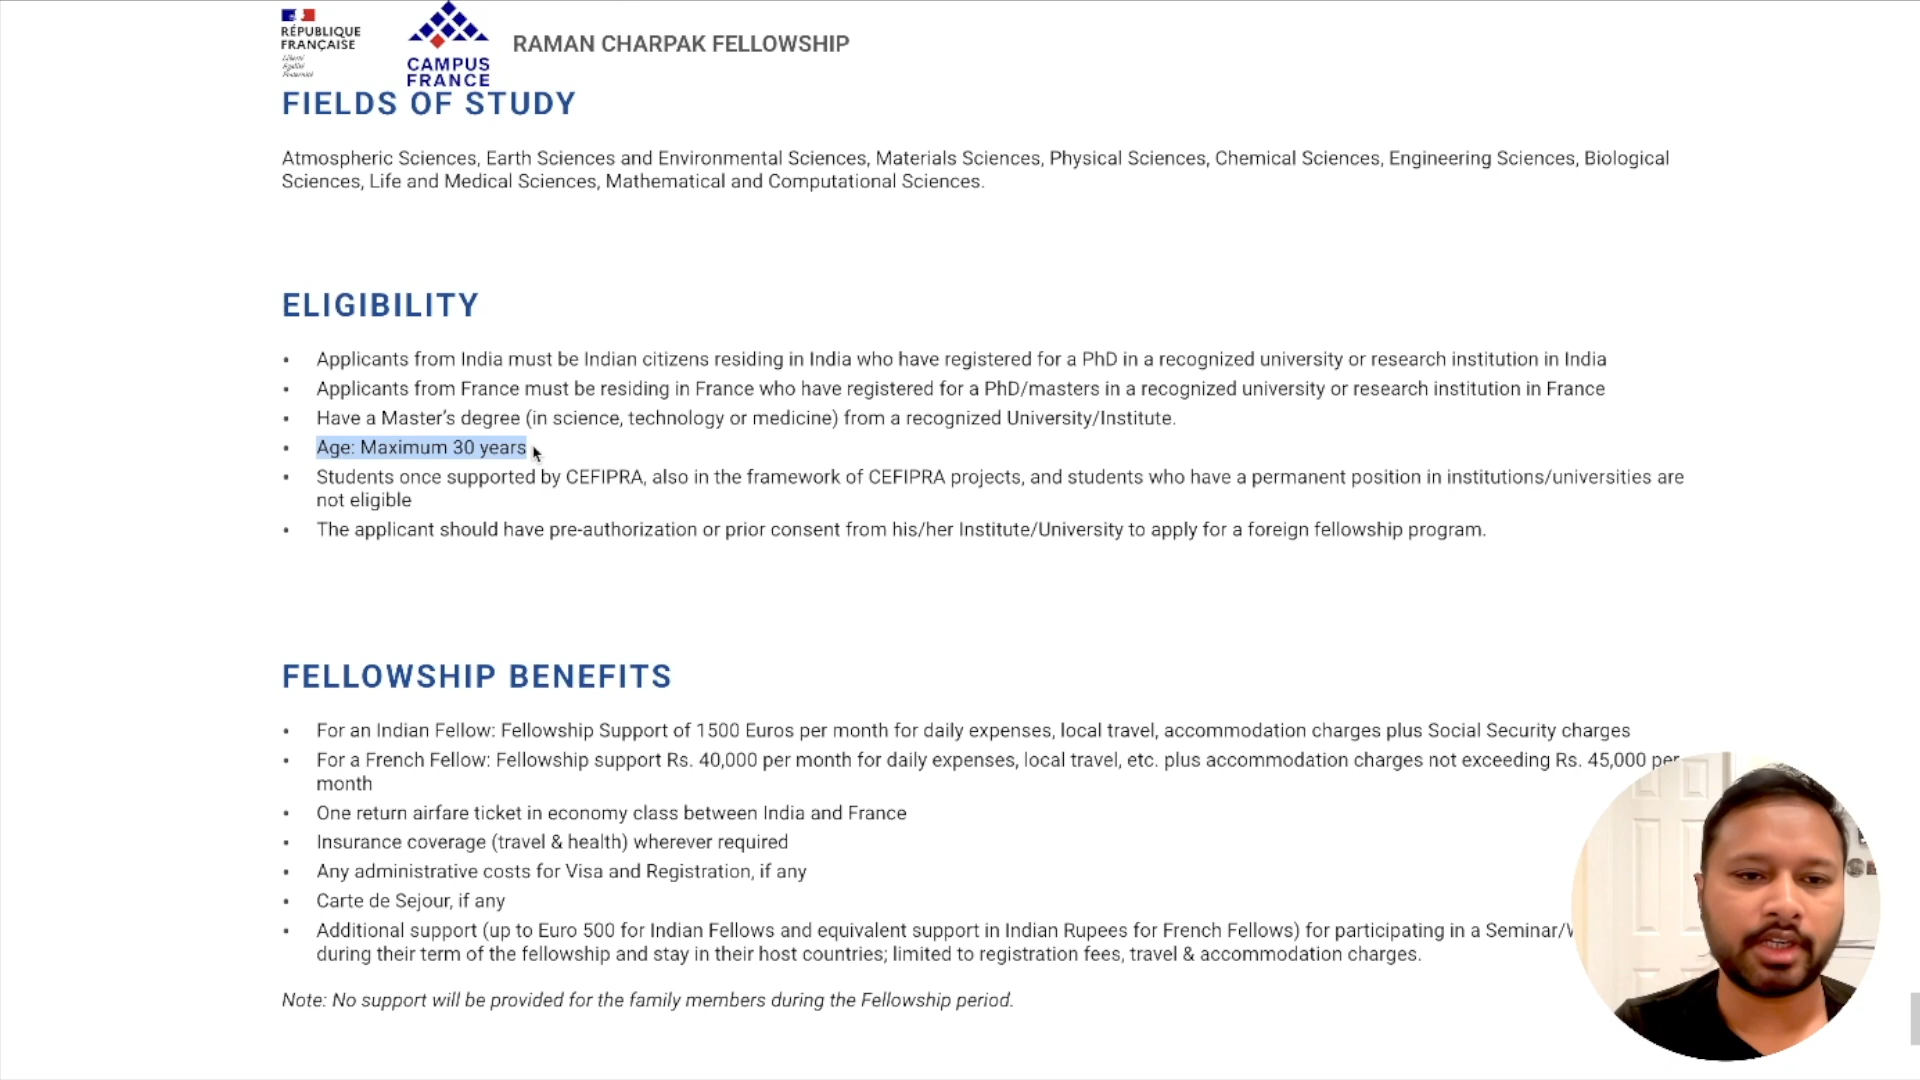 RÉPUBLIQUE
FRANÇAISE
Liberté
Égalité
Fraternité
CAMPUS
FRANCE
RAMAN CHARPAK FELLOWSHIP
FIELDS OF STUDY
Atmospheric Sciences, Earth Sciences and Environmental Sciences, Materials Sciences, Physical Sciences, Chemical Sciences, Engineering Sciences, Biological
Sciences, Life and Medical Sciences, Mathematical and Computational Sciences.
ELIGIBILITY
• Applicants from India must be Indian citizens residing in India who have registered for a PhD in a recognized university or research institution in India
• Applicants from France must be residing in France who have registered for a PhD/masters in a recognized university or research institution in France
• Have a Master’s degree (in science, technology or medicine) from a recognized University/Institute.
• Age: Maximum 30 years
• Students once supported by CEFIPRA, also in the framework of CEFIPRA projects, and students who have a permanent position in institutions/universities are
not eligible
• The applicant should have pre-authorization or prior consent from his/her Institute/University to apply for a foreign fellowship program.
FELLOWSHIP BENEFITS
• For an Indian Fellow: Fellowship Support of 1500 Euros per month for daily expenses, local travel, accommodation charges plus Social Security charges
• For a French Fellow: Fellowship support Rs. 40,000 per month for daily expenses, local travel, etc. plus accommodation charges not exceeding Rs. 45,000 per
month
• One return airfare ticket in economy class between India and France
• Insurance coverage (travel & health) wherever required
• Any administrative costs for Visa and Registration, if any
• Carte de Sejour, if any
• Additional support (up to Euro 500 for Indian Fellows and equivalent support in Indian Rupees for French Fellows) for participating in a Seminar/
during their term of the fellowship and stay in their host countries; limited to registration fees, travel & accommodation charges.
Note: No support will be provided for the family members during the Fellowship period.